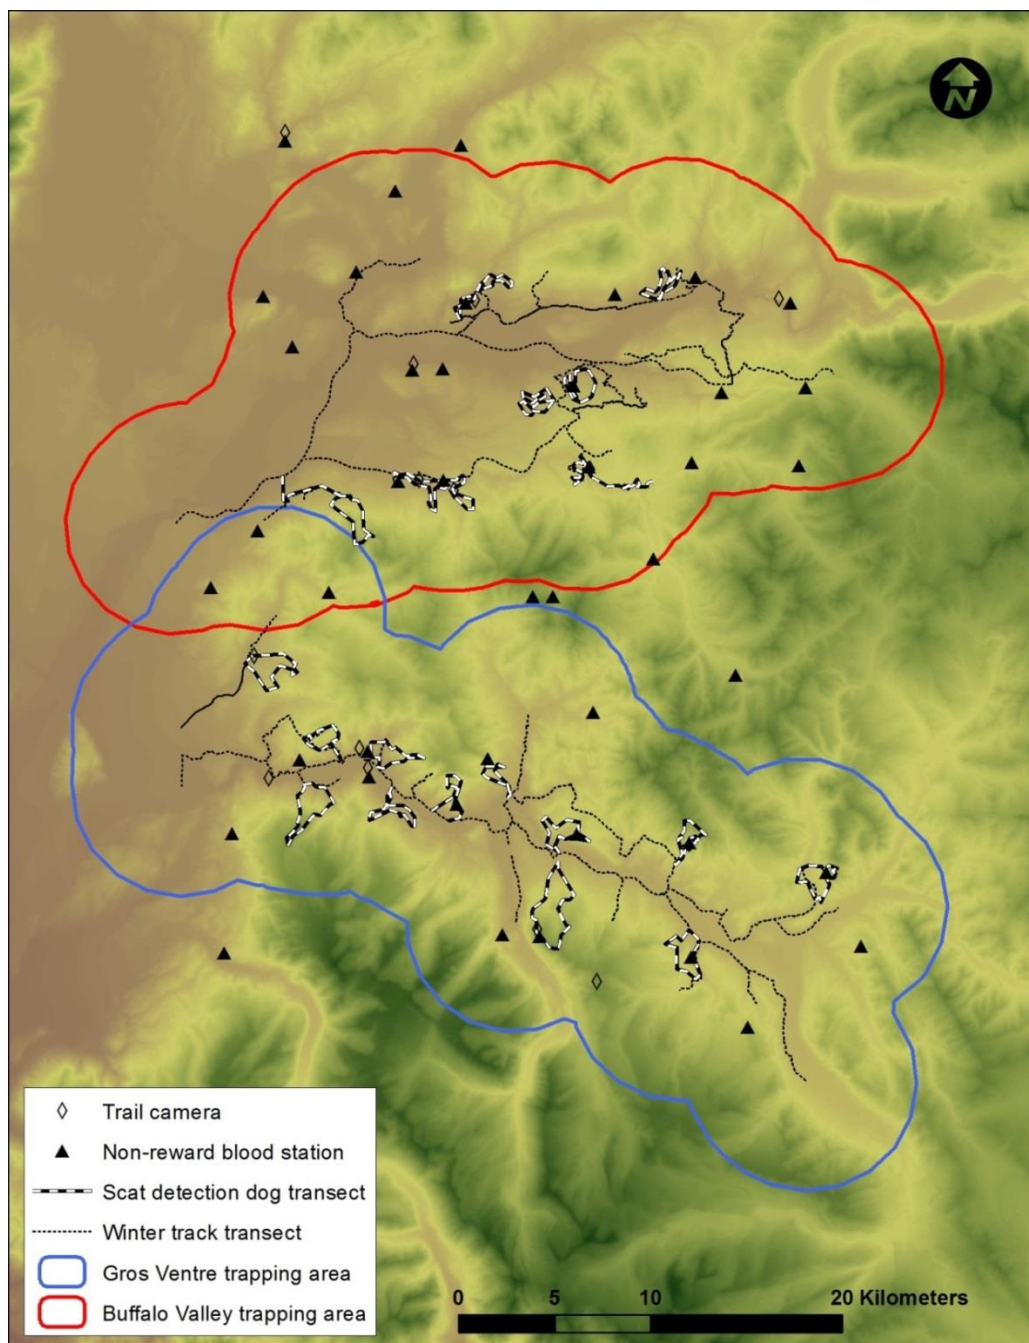 N
Trail camera
Non-reward blood station
Scat detection dog transect
Winter track transect
Gros Ventre trapping area
Buffalo Valley trapping area
0 5 10 20 Kilometers